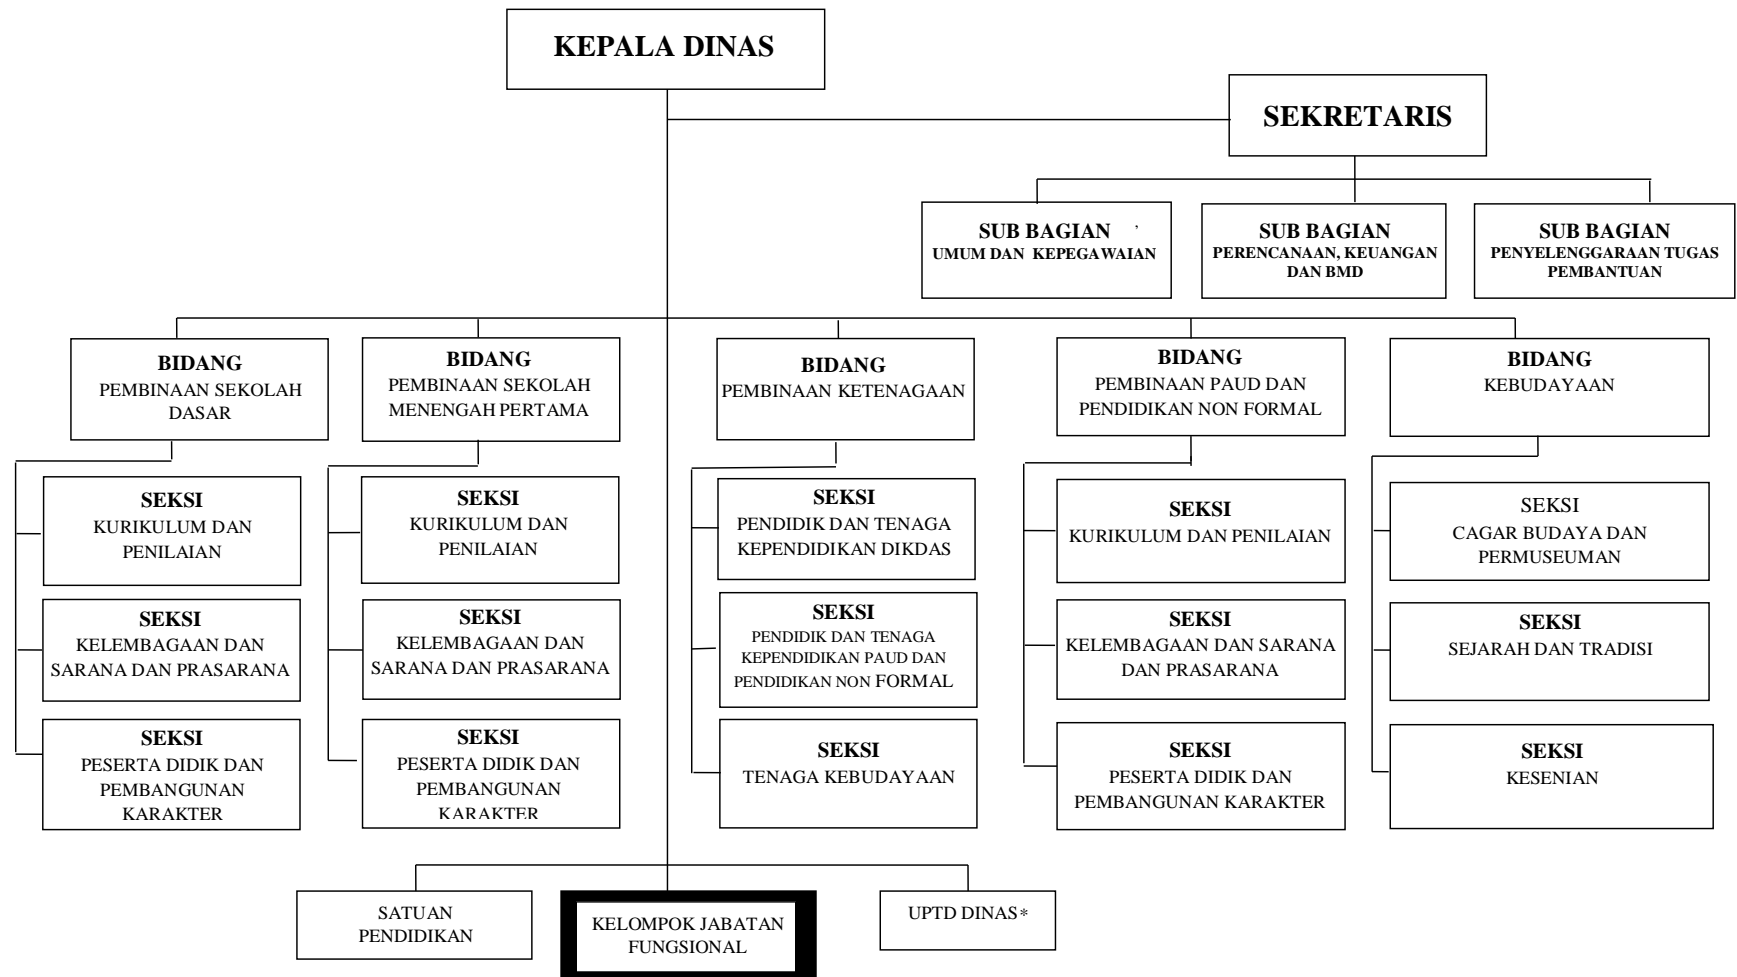 KEPALA DINAS
SEKRETARIS
SUB BAGIAN ,
UMUM DAN KEPEGAWAIAN
SUB BAGIAN
PERENCANAAN, KEUANGAN
DAN BMD
SUB BAGIAN
PENYELENGGARAAN TUGAS
PEMBANTUAN
BIDANG
PEMBINAAN SEKOLAH
DASAR
BIDANG
PEMBINAAN SEKOLAH
MENENGAH PERTAMA
BIDANG
PEMBINAAN KETENAGAAN
BIDANG
PEMBINAAN PAUD DAN
PENDIDIKAN NON FORMAL
BIDANG
KEBUDAYAAN
SEKSI
KURIKULUM DAN
PENILAIAN
SEKSI
KURIKULUM DAN
PENILAIAN
SEKSI
PENDIDIK DAN TENAGA
KEPENDIDIKAN DIKDAS
SEKSI
KURIKULUM DAN PENILAIAN
SEKSI
CAGAR BUDAYA DAN
PERMUSEUMAN
SEKSI
KELEMBAGAAN DAN
SARANA DAN PRASARANA
SEKSI
KELEMBAGAAN DAN
SARANA DAN PRASARANA
SEKSI
PENDIDIK DAN TENAGA
KEPENDIDIKAN PAUD DAN
PENDIDIKAN NON FORMAL
SEKSI
KELEMBAGAAN DAN SARANA
DAN PRASARANA
SEKSI
SEJARAH DAN TRADISI
SEKSI
PESERTA DIDIK DAN
PEMBANGUNAN
KARAKTER
SEKSI
PESERTA DIDIK DAN
PEMBANGUNAN
KARAKTER
SEKSI
TENAGA KEBUDAYAAN
SEKSI
PESERTA DIDIK DAN
PEMBANGUNAN KARAKTER
SEKSI
KESENIAN
SATUAN
PENDIDIKAN
KELOMPOK JABATAN
FUNGSIONAL
UPTD DINAS*